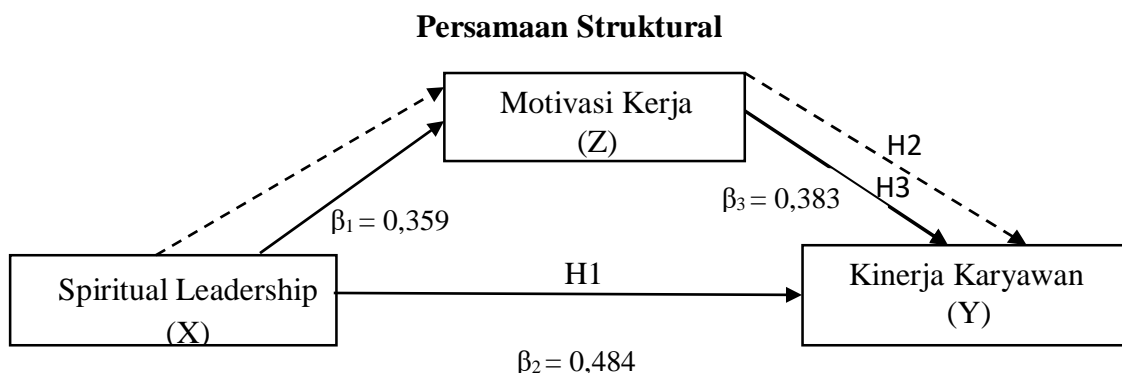 Persamaan Struktural
Motivasi Kerja
(Z)
H2
H3
β₁ = 0,359
β₃ = 0,383
Spiritual Leadership
(X)
H1
Kinerja Karyawan
(Y)
β₂ = 0,484